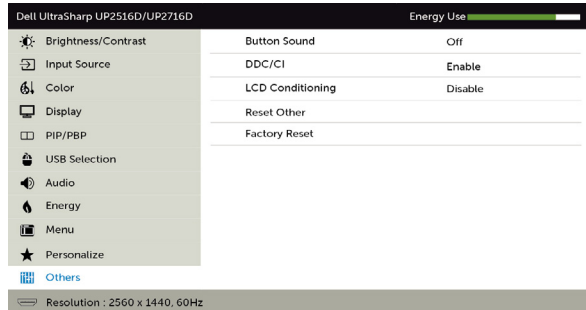 Dell UltraSharp UP2516D/UP2716D Energy Use
Brightness/Contrast Button Sound Off
Input Source DDC/CI Enable
Color LCD Conditioning Disable
Display Reset Other
PIP/PBP Factory Reset
USB Selection
Audio
Energy
Menu
Personalize
Others
Resolution : 2560 x 1440, 60Hz